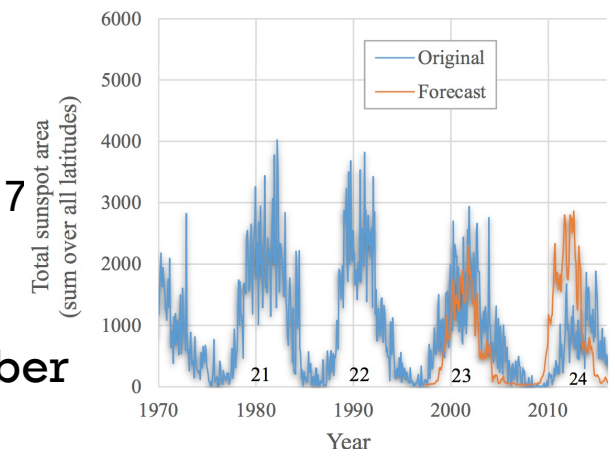 6000
5000
4000
3000
2000
1000
0
Total sunspot area
(sum over all latitudes)
Original
Forecast
7
ber
21
22
23
24
1970
1980
1990
2000
2010
Year